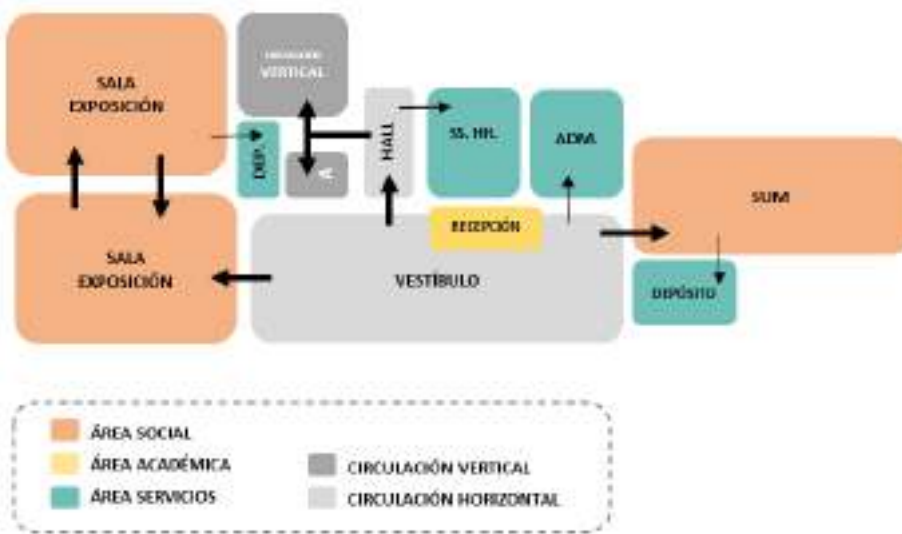 SALA
EXPOSICIÓN
VERTICAL
DEP.
A
HALL
SS. HH.
ADM
SUM
RECEPCIÓN
SALA
EXPOSICIÓN
VESTÍBULO
DEPÓSITO
ÁREA SOCIAL
ÁREA ACADÉMICA
ÁREA SERVICIOS
CIRCULACIÓN VERTICAL
CIRCULACIÓN HORIZONTAL